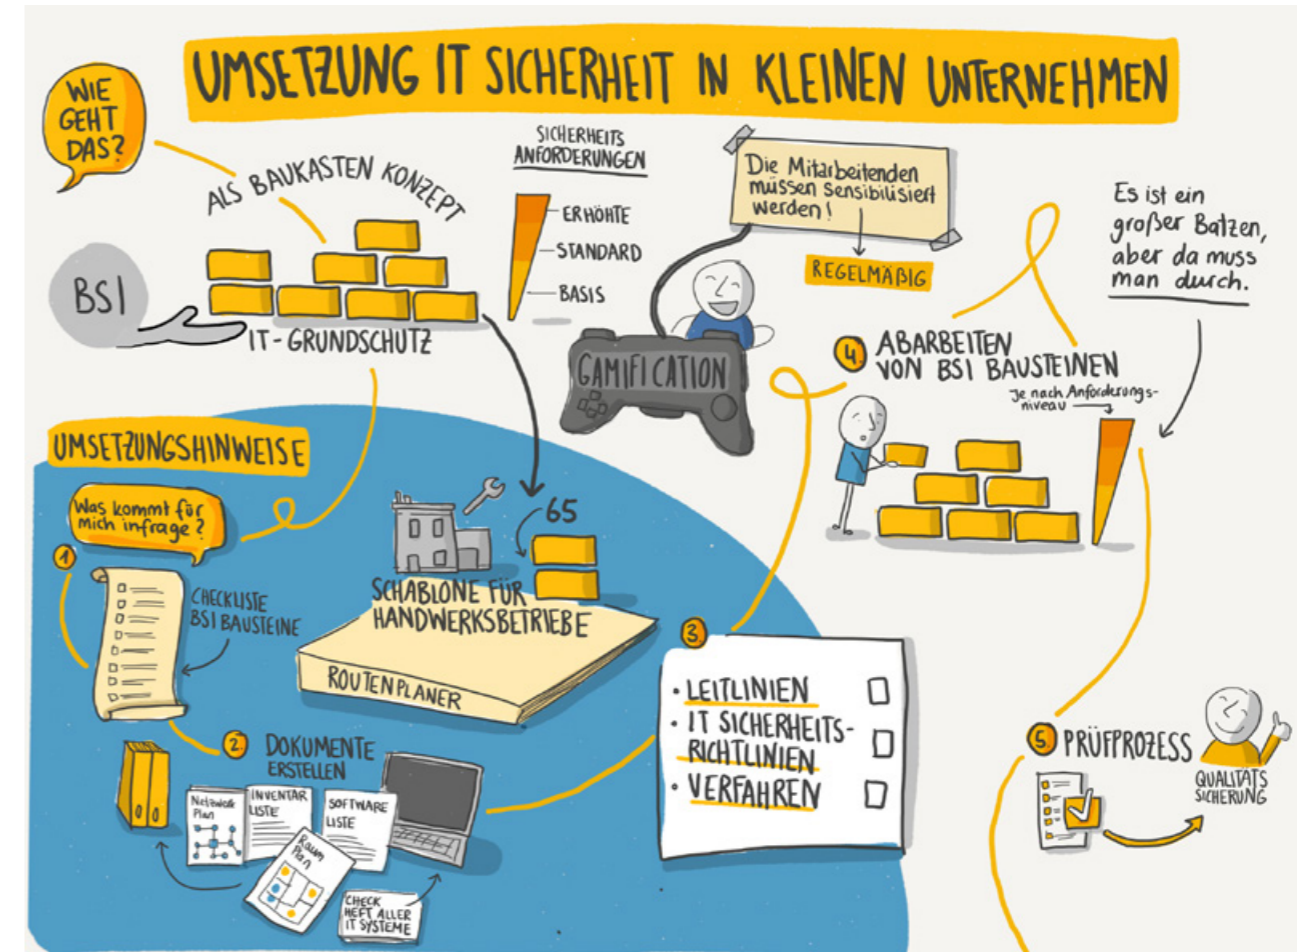 UMSETZUNG IT SICHERHEIT IN KLEINEN UNTERNEHMEN
WIE
GEHT
DAS?
ALS BAUKASTEN KONZEPT
BSI
IT-GRUNDSCHUTZ
SICHERHEITS
ANFORDERUNGEN
ERHÖHTE
STANDARD
BASIS
Die Mitarbeitenden
müssen sensibilisiert
werden!
REGELMÄßIG
GAMIFICATION
Es ist ein
großer Batzen,
aber da muss
man durch.
4. ABARBEITEN
VON BSI BAUSTEINEN
Je nach Anforderungs-
niveau
UMSETZUNGSHINWEISE
Was kommt für
mich infrage?
1
CHECKLISTE
BSI BAUSTEINE
65
SCHABLONE FÜR
HANDWERKSBETRIEBE
ROUTENPLANER
2. DOKUMENTE
ERSTELLEN
Netzwerk
Plan
INVENTAR
LISTE
SOFTWARE
LISTE
Raum
Plan
CHECK
HEFT ALLER
IT SYSTEME
3.
• LEITLINIEN
• IT SICHERHEITS-
RICHTLINIEN
• VERFAHREN
5. PRÜFPROZESS
QUALITÄTS
SICHERUNG